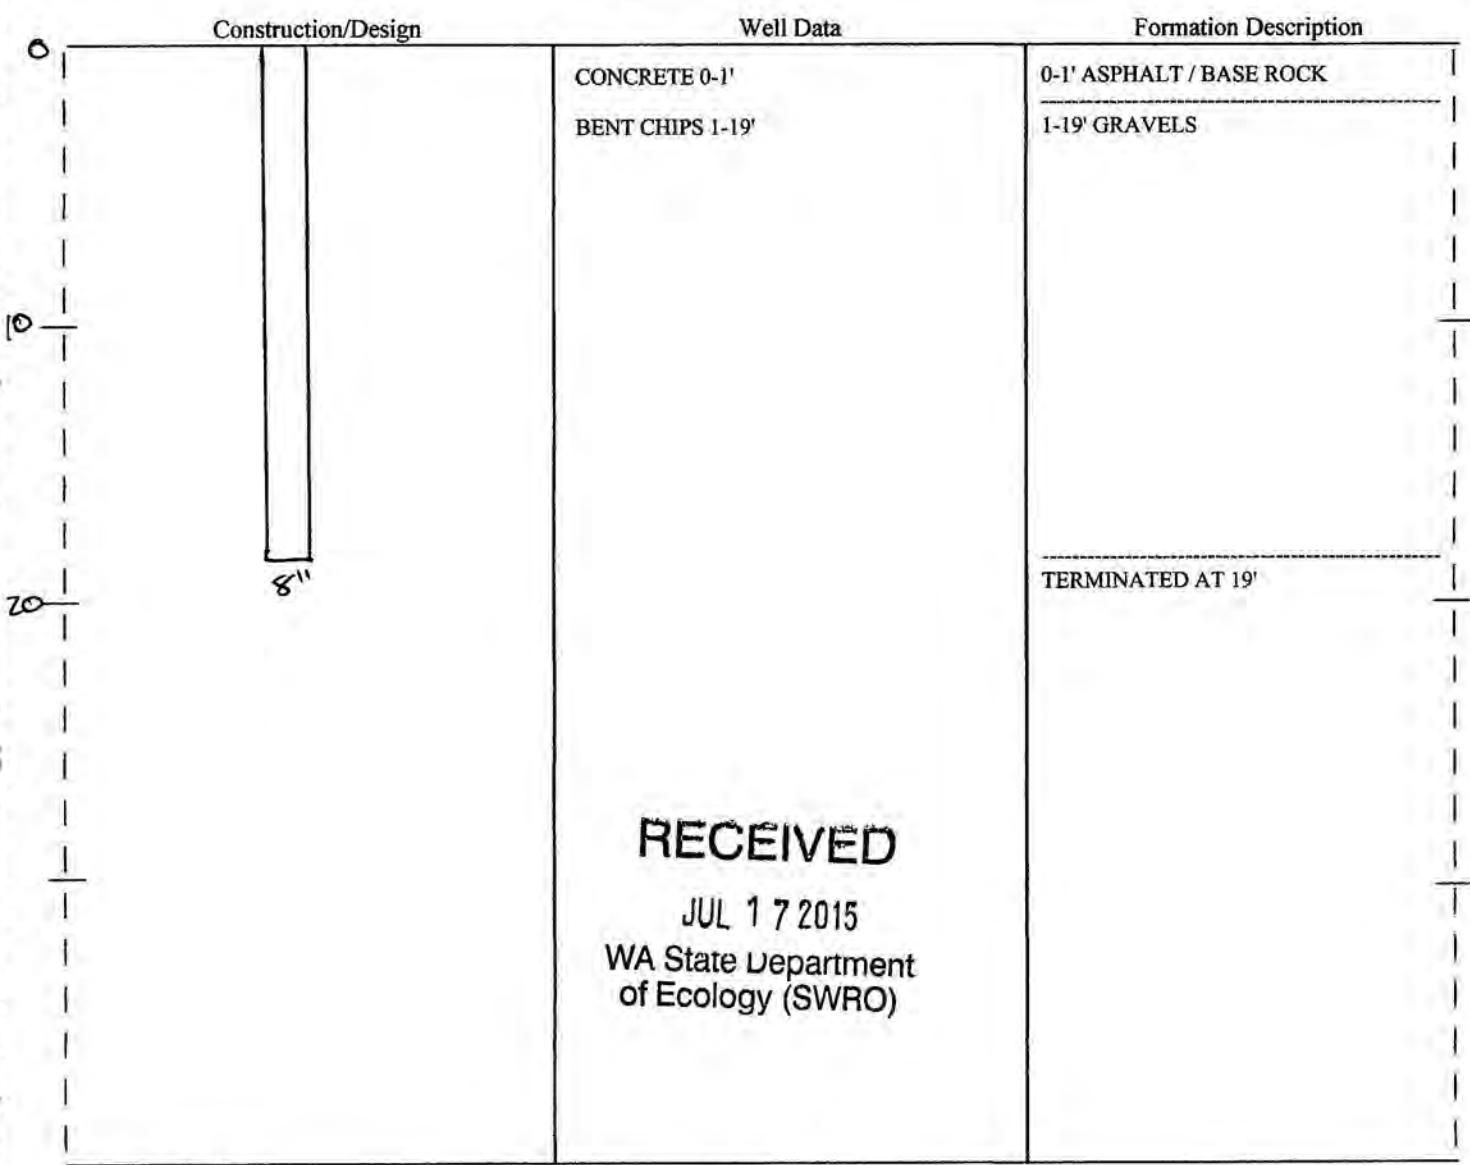 Construction/Design
Well Data
Formation Description
0
CONCRETE 0-1'
0-1' ASPHALT / BASE ROCK
BENT CHIPS 1-19'
1-19' GRAVELS
10
8"
TERMINATED AT 19'
20
RECEIVED
JUL 17 2015
WA State Department
of Ecology (SWRO)